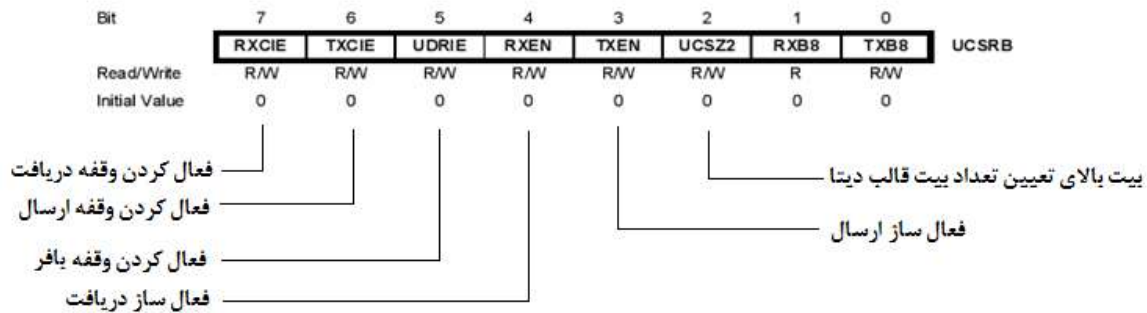 Bit 7 6 5 4 3 2 1 0
RXCIE TXCIE UDRIE RXEN TXEN UCSZ2 RXB8 TXB8 UCSRB
Read/Write R/W R/W R/W R/W R/W R/W R R/W
Initial Value 0 0 0 0 0 0 0 0
فعال کردن وقفه دریافت
بیت بالای تعیین تعداد بیت قالب دیتا
فعال کردن وقفه ارسال
فعال ساز ارسال
فعال کردن وقفه بافر
فعال ساز دریافت